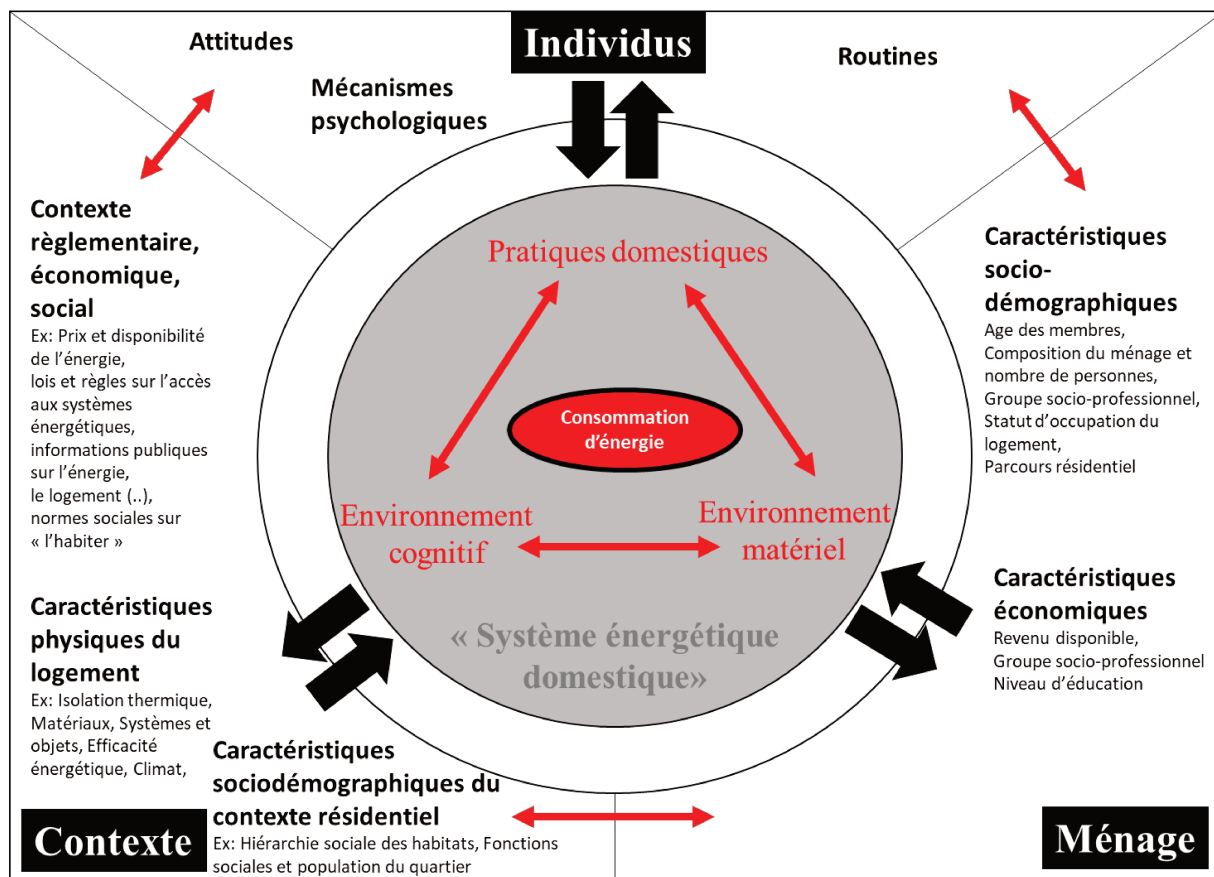 Individus
Attitudes
Mécanismes
psychologiques
Routines
Contexte
règlementaire,
économique,
social
Ex: Prix et disponibilité
de l’énergie,
lois et règles sur l’accès
aux systèmes
énergétiques,
informations publiques
sur l’énergie,
le logement (..),
normes sociales sur
« l’habiter »
Caractéristiques
physiques du
logement
Ex: Isolation thermique,
Matériaux, Systèmes et
objets, Efficacité
énergétique, Climat,
Caractéristiques
sociodémographiques du
contexte résidentiel
Ex: Hiérarchie sociale des habitats, Fonctions
sociales et population du quartier
Contexte
Pratiques domestiques
Consommation
d’énergie
Environnement
cognitif
Environnement
matériel
« Système énergétique
domestique»
Caractéristiques
socio-
démographiques
Age des membres,
Composition du ménage et
nombre de personnes,
Groupe socio-professionnel,
Statut d’occupation du
logement,
Parcours résidentiel
Caractéristiques
économiques
Revenu disponible,
Groupe socio-professionnel
Niveau d’éducation
Ménage